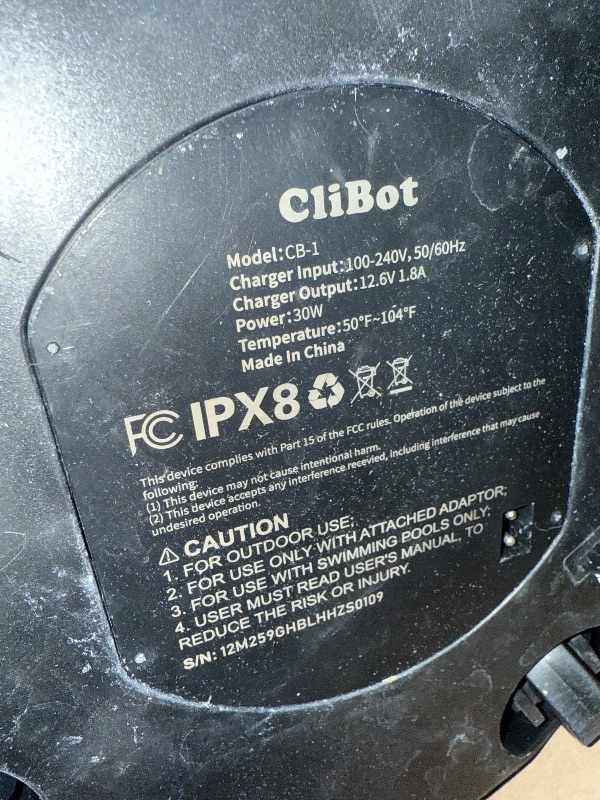 CliBot
Model:CB-1
Charger Input:100-240V, 50/60Hz
Charger Output:12.6V 1.8A
Power:30W
Temperature:50°F~104°F
Made In China
FC IPX8
This device complies with Part 15 of the FCC rules. Operation of the device subject to the
following:
(1) This device may not cause intentional harm.
(2) This device accepts any interference recevied, Including interference that may cause
undesired operation.
CAUTION
1. FOR OUTDOOR USE;
2. FOR USE ONLY WITH ATTACHED ADAPTOR;
3. FOR USE WITH SWIMMING POOLS ONLY;
4. USER MUST READ USER'S MANUAL, TO
REDUCE THE RISK OR INJURY.
S/N: 12M259GHBLHHZS0109